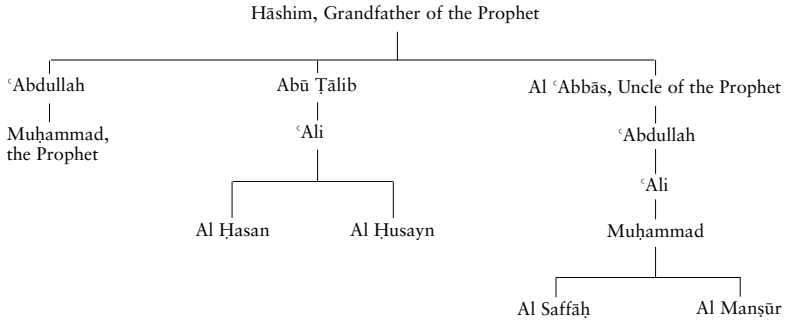 Hāshim, Grandfather of the Prophet
ʿAbdullah
Abū Ṭālib
Al ʿAbbās, Uncle of the Prophet
Muḥammad,
the Prophet
ʿAli
ʿAbdullah
ʿAli
Al Ḥasan
Al Ḥusayn
Muḥammad
Al Saffāḥ
Al Manṣūr